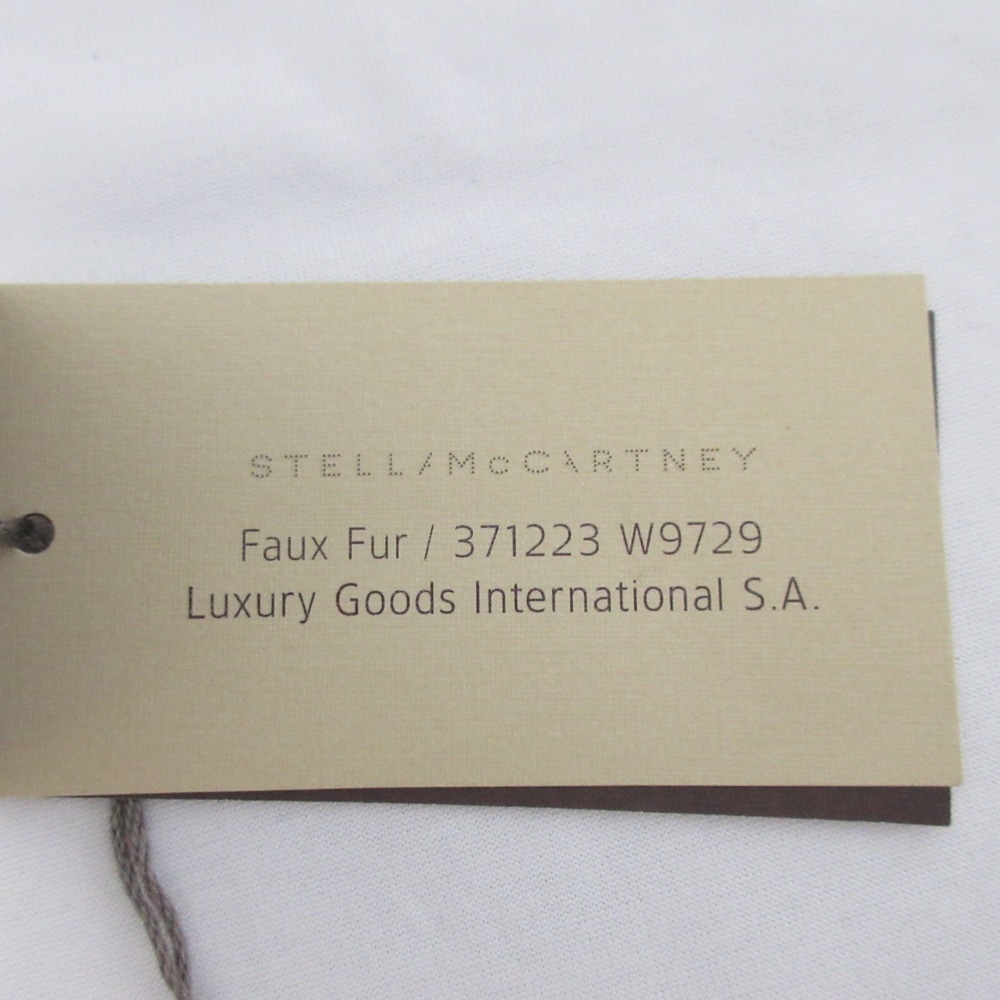 STELLA McCARTNEY
Faux Fur / 371223 W9729
Luxury Goods International S.A.